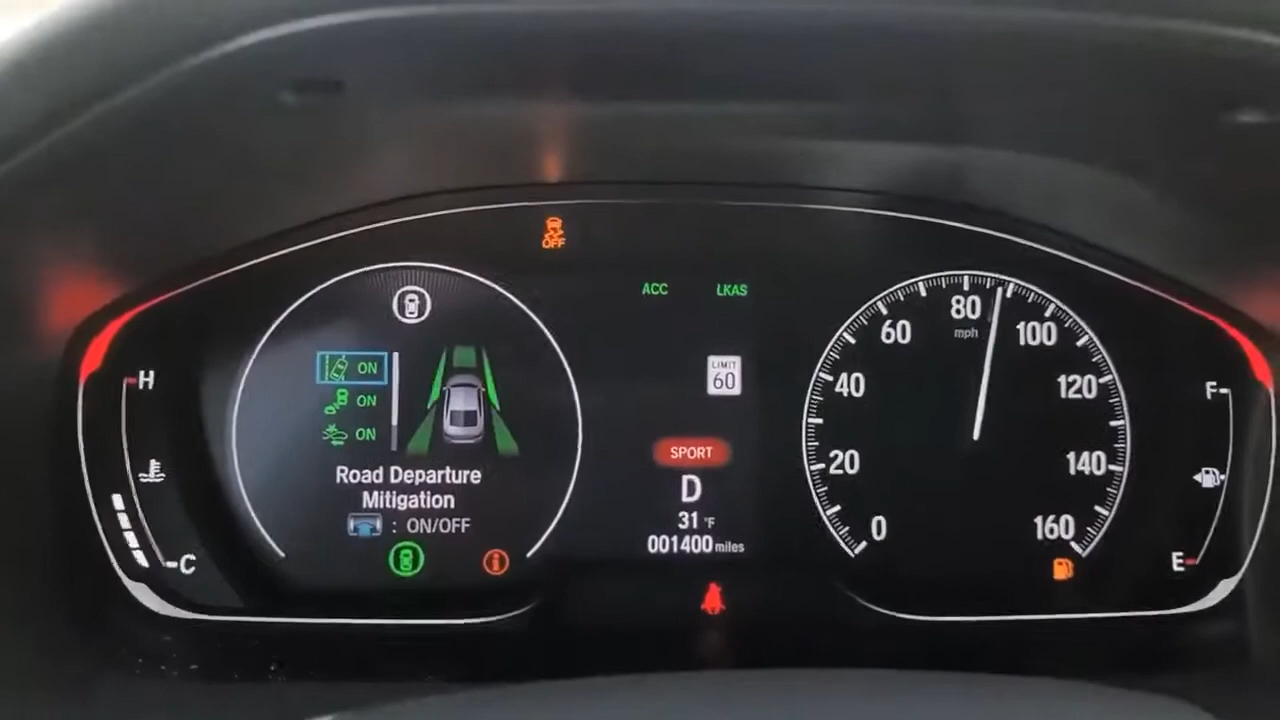 OFF
ACC
LKAS
ON
ON
ON
Road Departure
Mitigation
: ON/OFF
H
C
LIMIT
60
SPORT
D
31 °F
001400 miles
0
20
40
60
80
mph
100
120
140
160
F
E